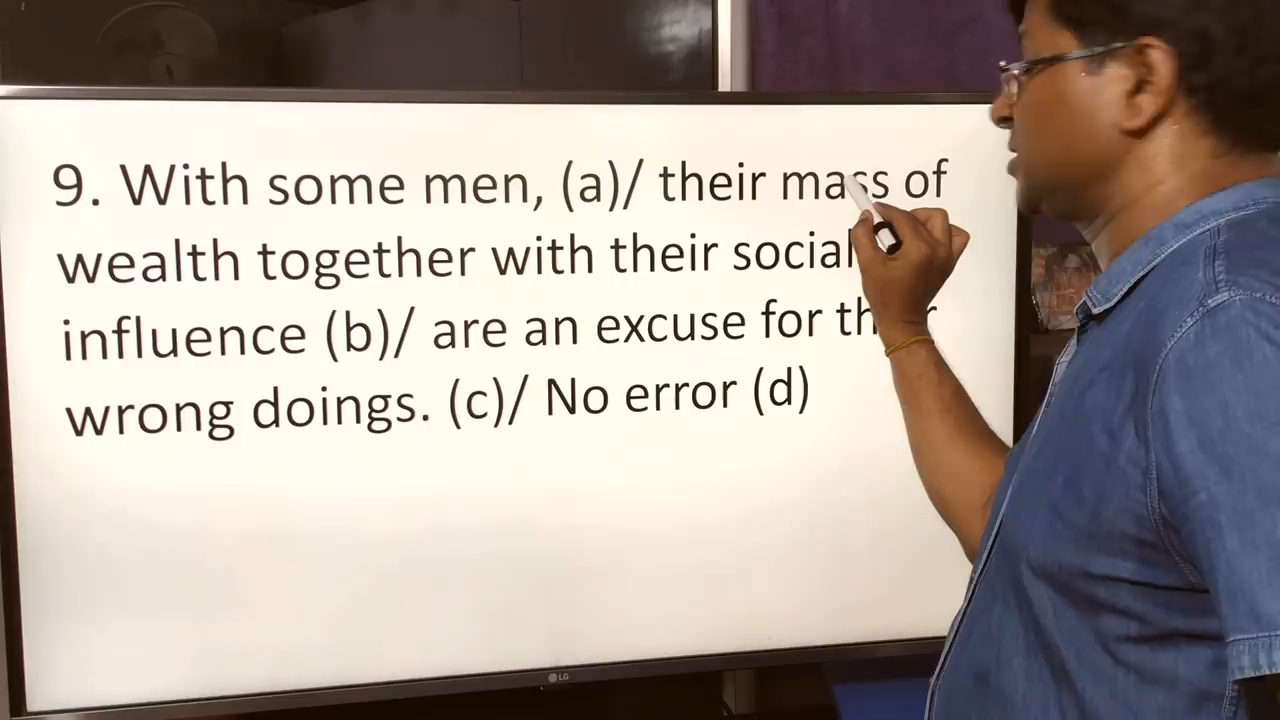 9. With some men, (a)/ their mass of
wealth together with their social
influence (b)/ are an excuse for
wrong doings. (c)/ No error (d)
LG